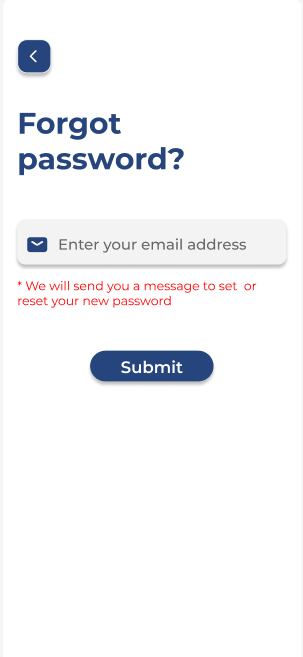 Forgot
password?
Enter your email address
* We will send you a message to set or
reset your new password
Submit